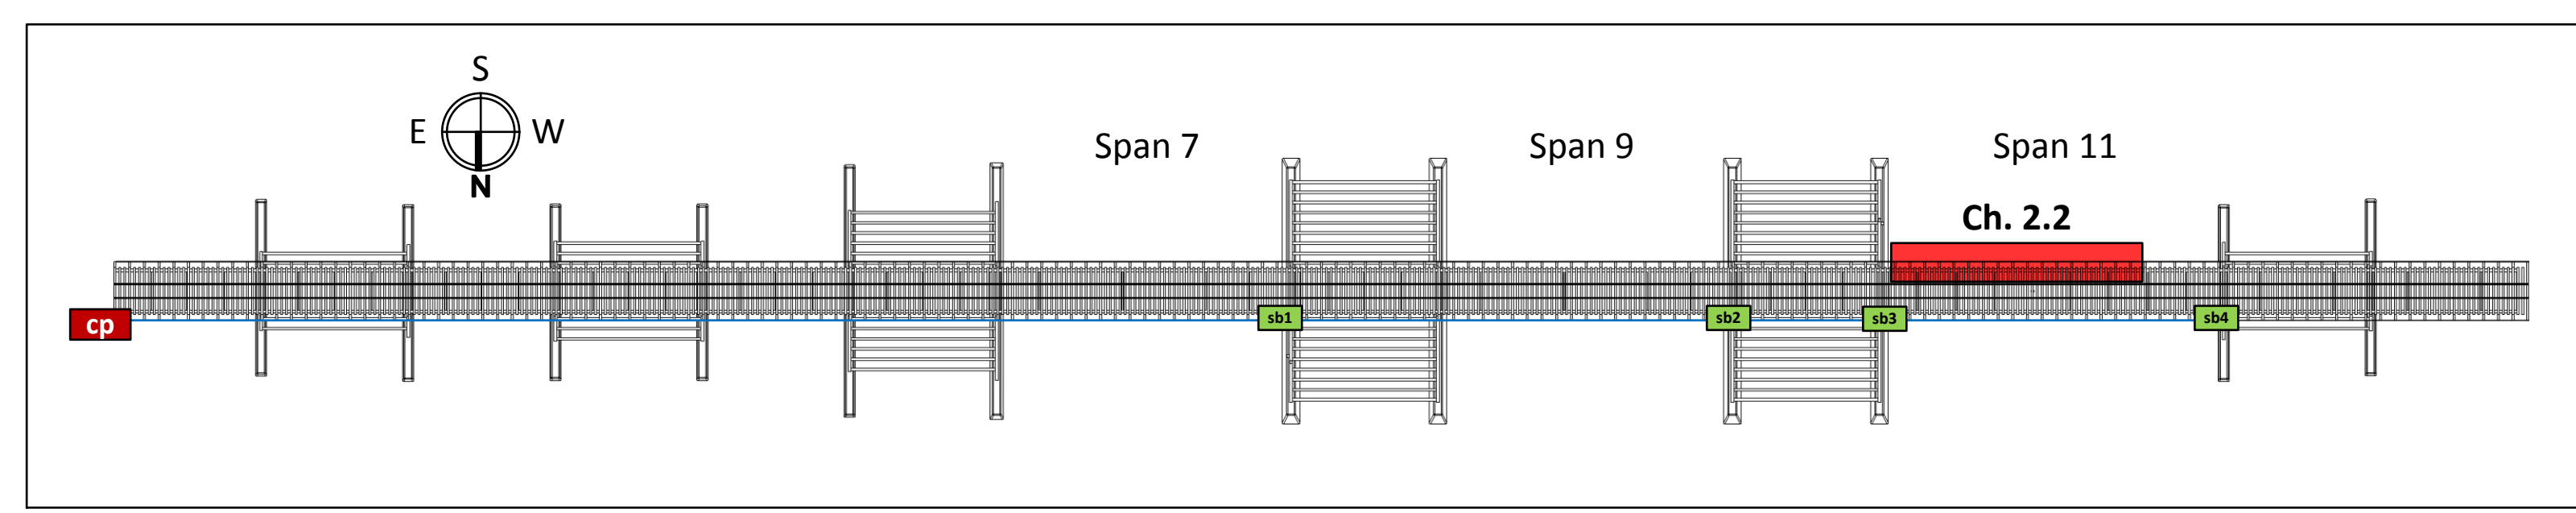 S
E
W
N
Span 7
Span 9
Span 11
Ch. 2.2
cp
sb1
sb2
sb3
sb4